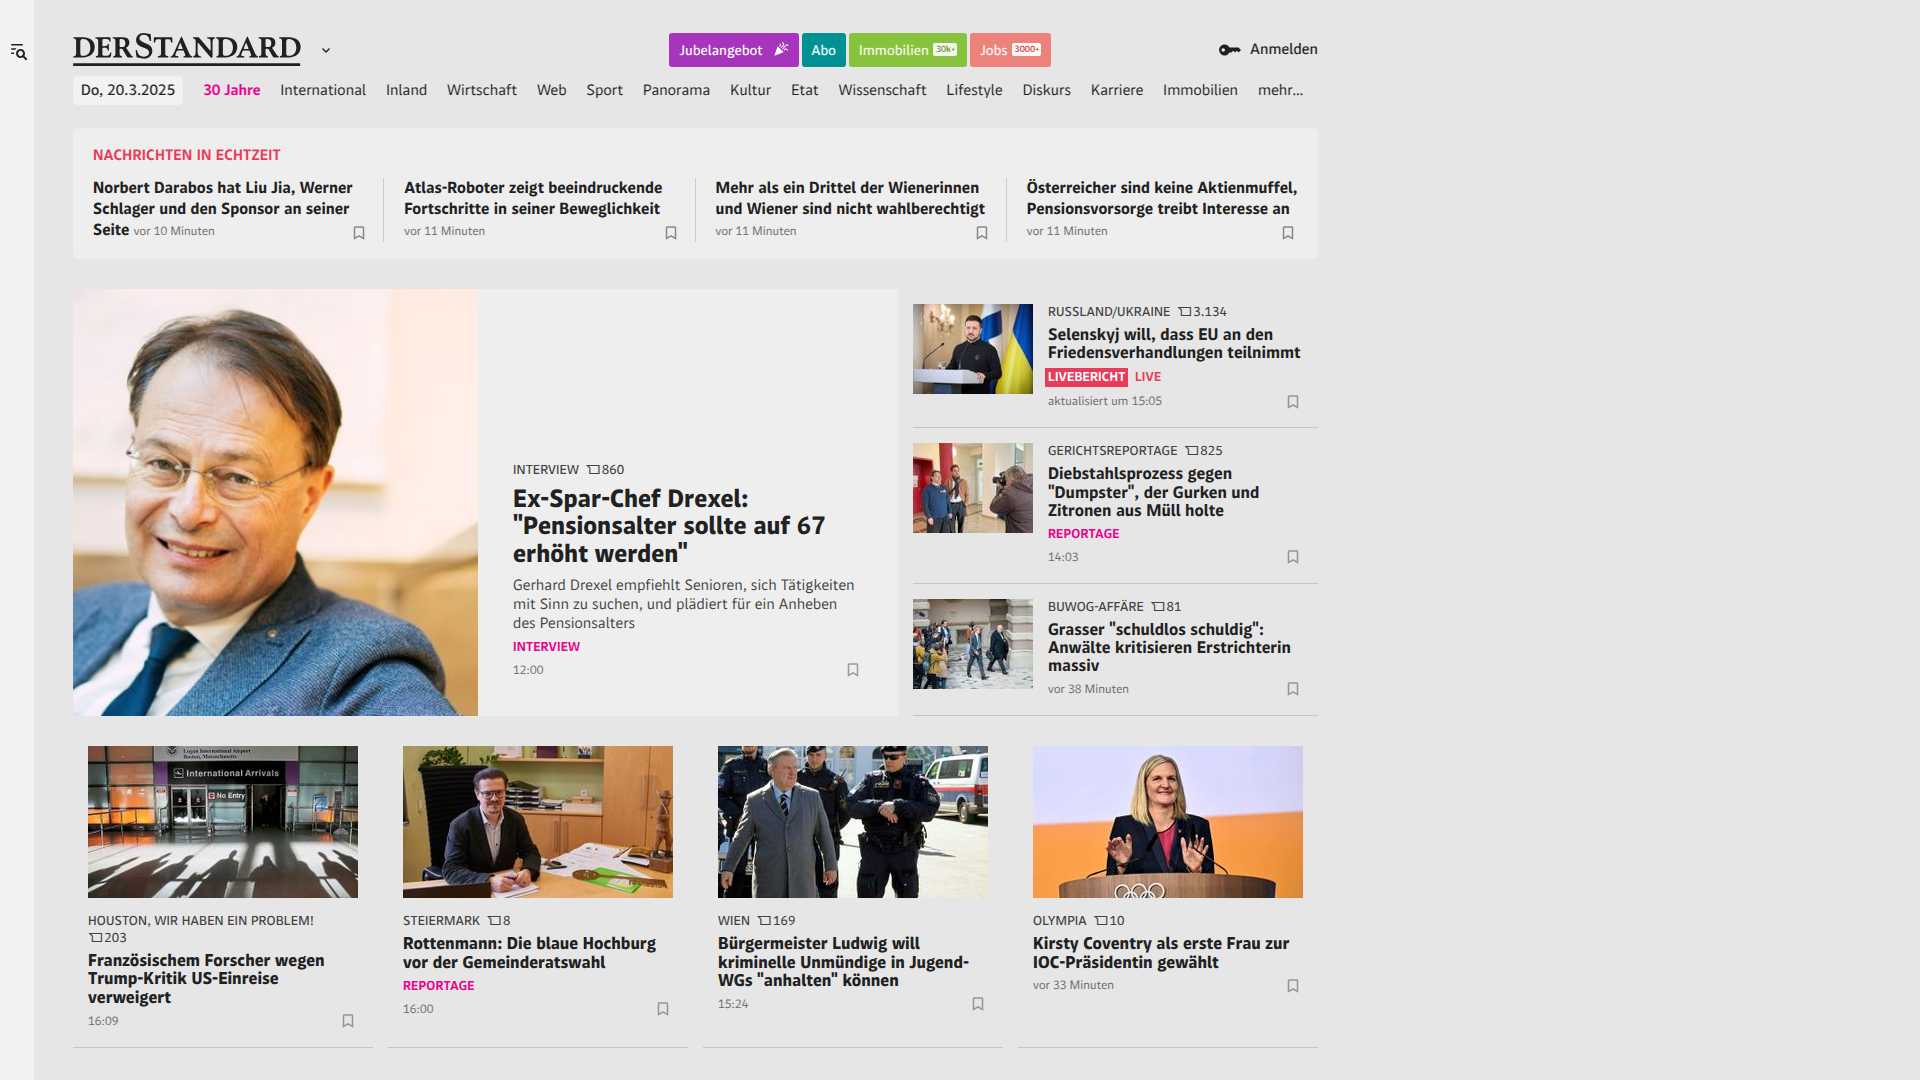 DERSTANDARD
Jubelangebot
Abo
Immobilien 30k+
Jobs 3000+
Anmelden
Do, 20.3.2025
30 Jahre
International
Inland
Wirtschaft
Web
Sport
Panorama
Kultur
Etat
Wissenschaft
Lifestyle
Diskurs
Karriere
Immobilien
mehr...
NACHRICHTEN IN ECHTZEIT
Norbert Darabos hat Liu Jia, Werner
Schlager und den Sponsor an seiner
Seite vor 10 Minuten
Atlas-Roboter zeigt beeindruckende
Fortschritte in seiner Beweglichkeit
vor 11 Minuten
Mehr als ein Drittel der Wienerinnen
und Wiener sind nicht wahlberechtigt
vor 11 Minuten
Österreicher sind keine Aktienmuffel,
Pensionsvorsorge treibt Interesse an
vor 11 Minuten
INTERVIEW 860
Ex-Spar-Chef Drexel:
"Pensionsalter sollte auf 67
erhöht werden"
Gerhard Drexel empfiehlt Senioren, sich Tätigkeiten
mit Sinn zu suchen, und plädiert für ein Anheben
des Pensionsalters
INTERVIEW
12:00
RUSSLAND/UKRAINE 3.134
Selenskyj will, dass EU an den
Friedensverhandlungen teilnimmt
LIVEBERICHT LIVE
aktualisiert um 15:05
GERICHTSREPORTAGE 825
Diebstahlsprozess gegen
"Dumpster", der Gurken und
Zitronen aus Müll holte
REPORTAGE
14:03
BUWOG-AFFÄRE 81
Grasser "schuldlos schuldig":
Anwälte kritisieren Erstrichterin
massiv
vor 38 Minuten
Logan International Airport
Boston, Massachusetts
International Arrivals
No Entry
HOUSTON, WIR HABEN EIN PROBLEM!
203
Französischem Forscher wegen
Trump-Kritik US-Einreise
verweigert
16:09
STEIERMARK 8
Rottenmann: Die blaue Hochburg
vor der Gemeinderatswahl
REPORTAGE
16:00
WIEN 169
Bürgermeister Ludwig will
kriminelle Unmündige in Jugend-
WGs "anhalten" können
15:24
OLYMPIA 10
Kirsty Coventry als erste Frau zur
IOC-Präsidentin gewählt
vor 33 Minuten